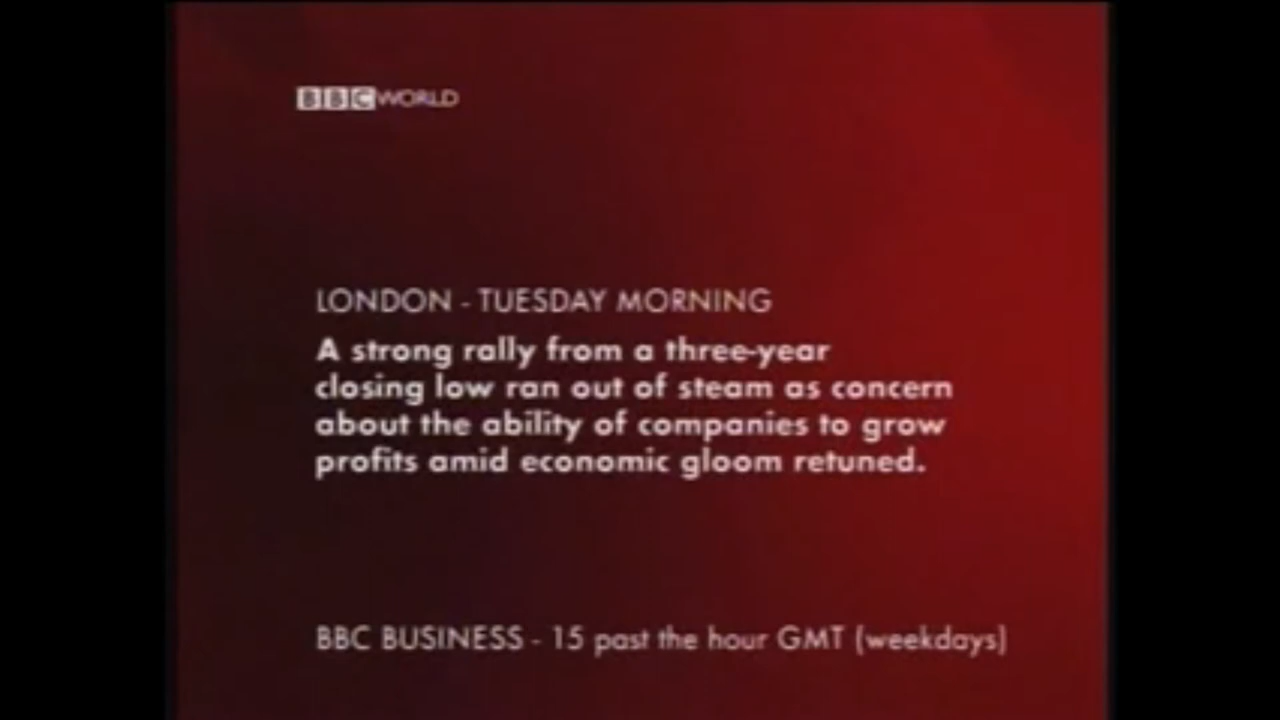 BBC WORLD
LONDON - TUESDAY MORNING
A strong rally from a three-year
closing low ran out of steam as concern
about the ability of companies to grow
profits amid economic gloom retuned.
BBC BUSINESS - 15 past the hour GMT (weekdays)